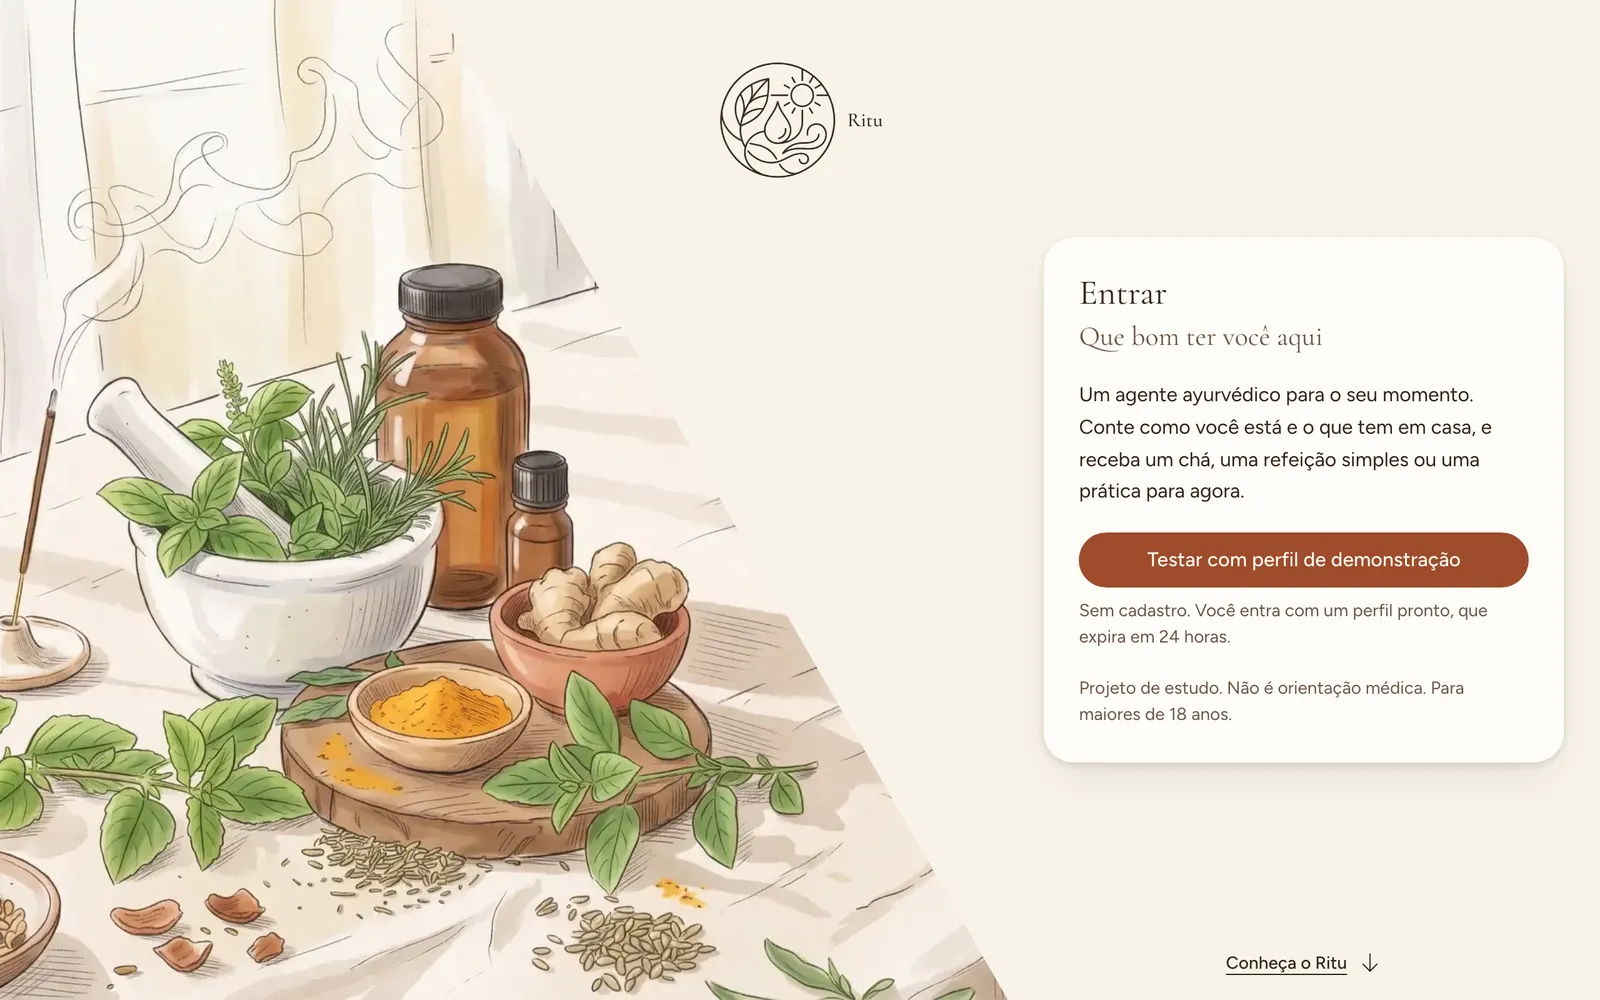 Ritu
Entrar
Que bom ter você aqui
Um agente ayurvédico para o seu momento.
Conte como você está e o que tem em casa, e
receba um chá, uma refeição simples ou uma
prática para agora.
Testar com perfil de demonstração
Sem cadastro. Você entra com um perfil pronto, que
expira em 24 horas.
Projeto de estudo. Não é orientação médica. Para
maiores de 18 anos.
Conheça o Ritu